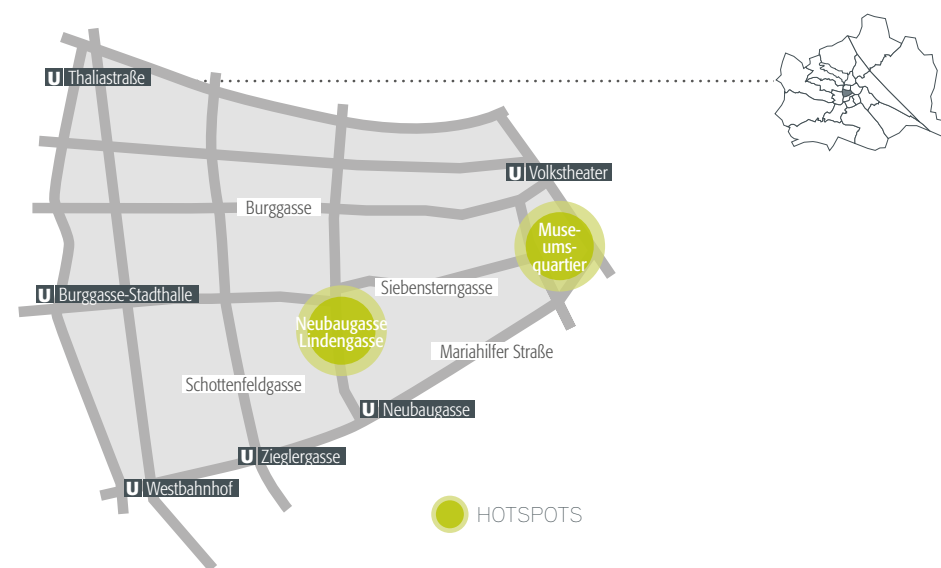 U Thaliastraße
U Volkstheater
Burggasse
Muse-
ums-
quartier
Siebensterngasse
U Burggasse-Stadthalle
Neubaugasse
Lindengasse
Mariahilfer Straße
Schottenfeldgasse
U Neubaugasse
U Zieglergasse
U Westbahnhof
HOTSPOTS